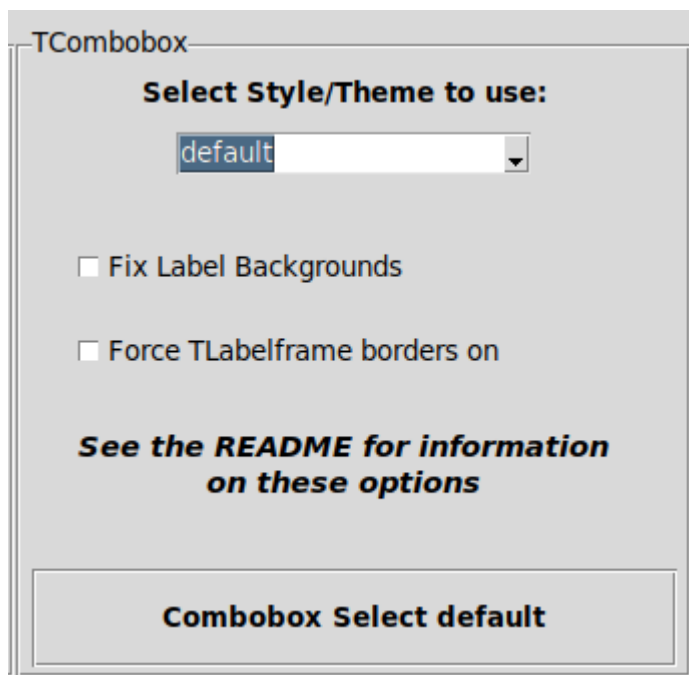 TCombobox
Select Style/Theme to use:
default
Fix Label Backgrounds
Force TLabelframe borders on
See the README for information
on these options
Combobox Select default